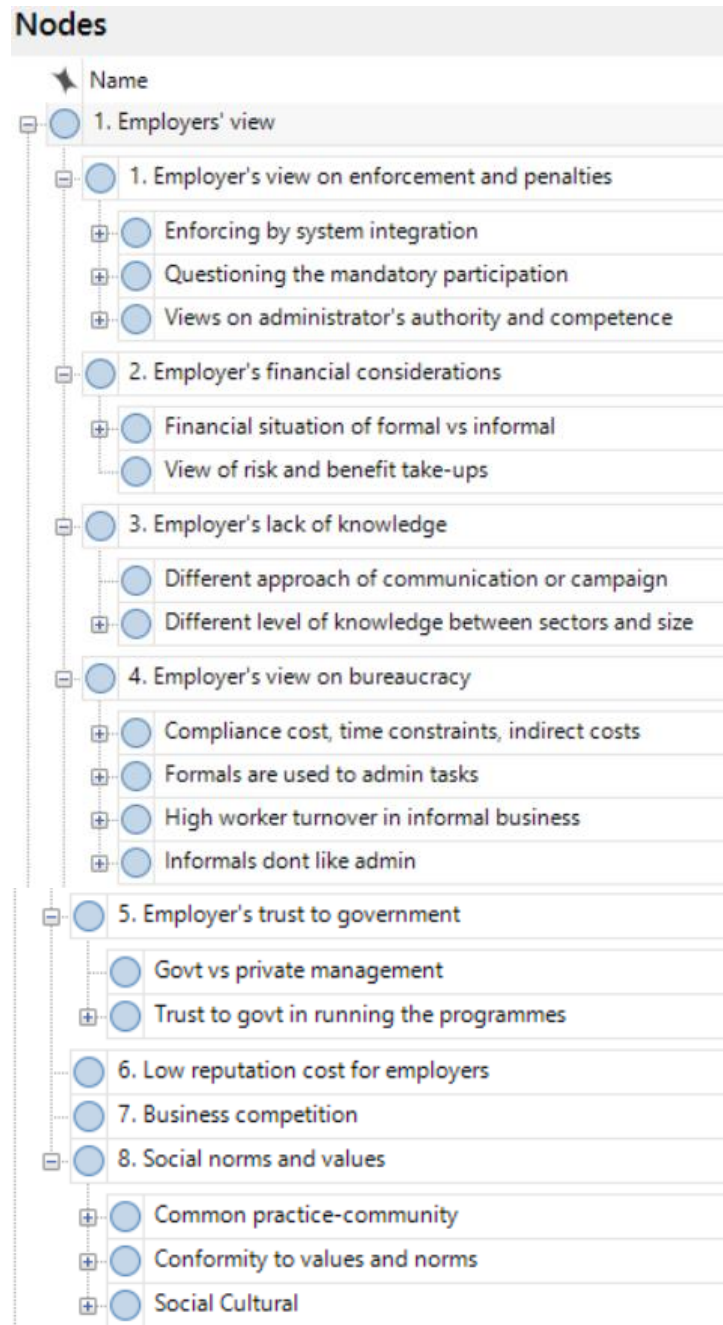 Nodes
Name
1. Employers' view
1. Employer's view on enforcement and penalties
Enforcing by system integration
Questioning the mandatory participation
Views on administrator's authority and competence
2. Employer's financial considerations
Financial situation of formal vs informal
View of risk and benefit take-ups
3. Employer's lack of knowledge
Different approach of communication or campaign
Different level of knowledge between sectors and size
4. Employer's view on bureaucracy
Compliance cost, time constraints, indirect costs
Formals are used to admin tasks
High worker turnover in informal business
Informals dont like admin
5. Employer's trust to government
Govt vs private management
Trust to govt in running the programmes
6. Low reputation cost for employers
7. Business competition
8. Social norms and values
Common practice-community
Conformity to values and norms
Social Cultural